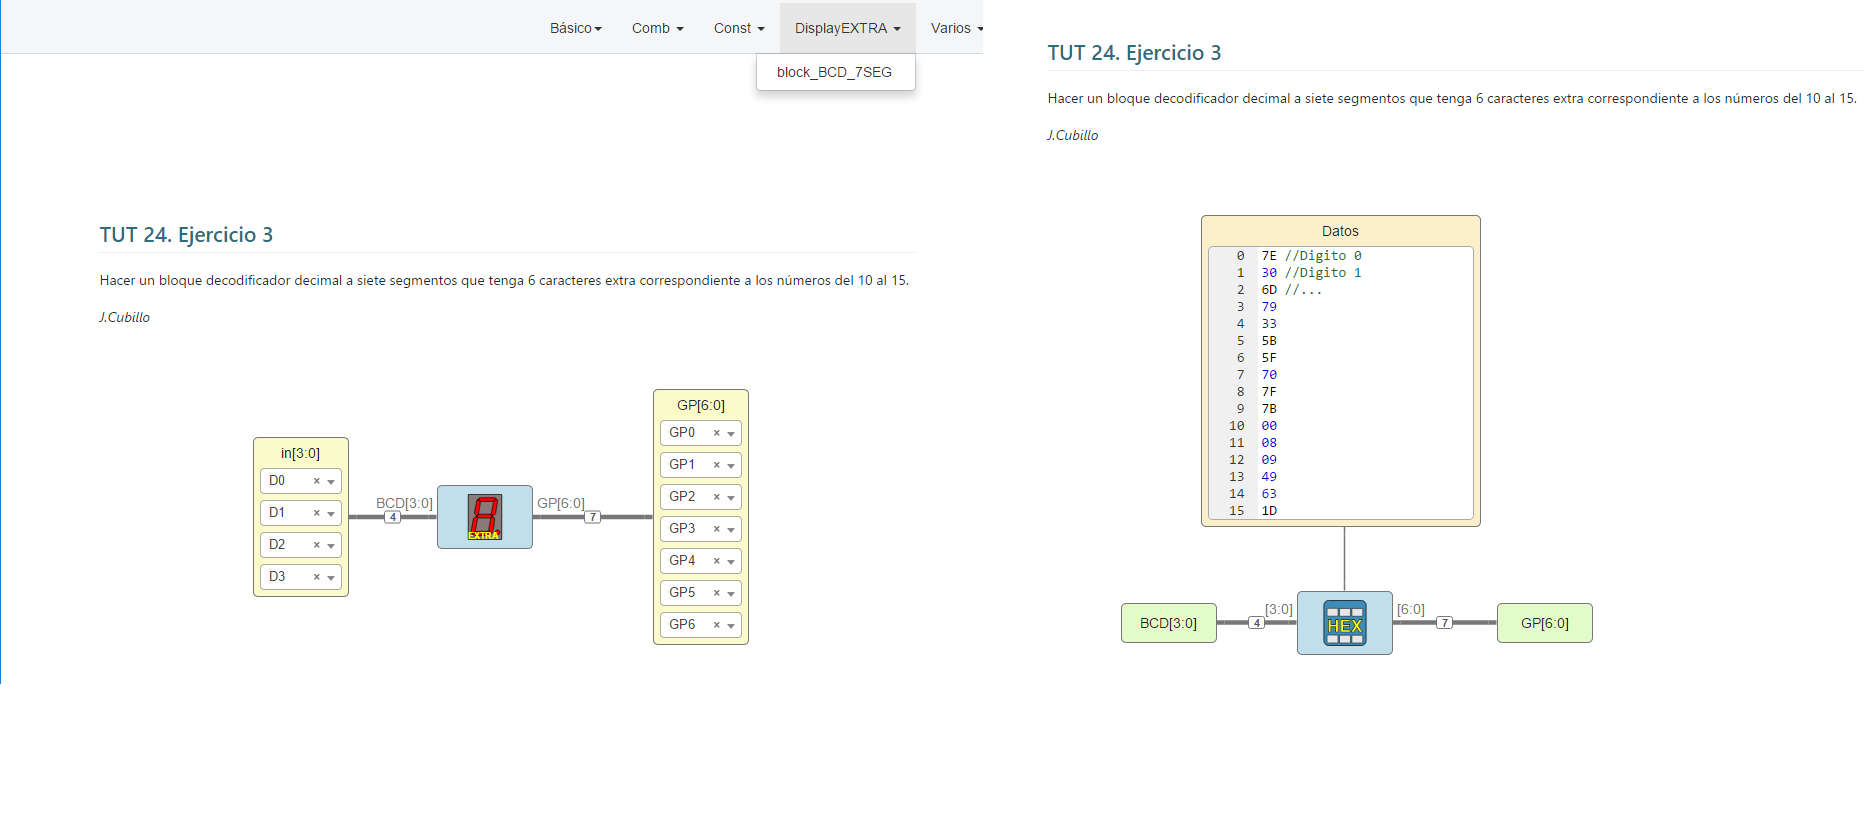 Básico Comb Const DisplayEXTRA Varios
block_BCD_7SEG
TUT 24. Ejercicio 3
Hacer un bloque decodificador decimal a siete segmentos que tenga 6 caracteres extra correspondiente a los números del 10 al 15.
J.Cubillo
in[3:0]
D0 ×
D1 ×
D2 ×
D3 ×
BCD[3:0]
4
EXTRA
GP[6:0]
7
GP[6:0]
GP0 ×
GP1 ×
GP2 ×
GP3 ×
GP4 ×
GP5 ×
GP6 ×
TUT 24. Ejercicio 3
Hacer un bloque decodificador decimal a siete segmentos que tenga 6 caracteres extra correspondiente a los números del 10 al 15.
J.Cubillo
Datos
0 7E //Digito 0
1 30 //Digito 1
2 6D //...
3 79
4 33
5 5B
6 5F
7 70
8 7F
9 7B
10 00
11 08
12 09
13 49
14 63
15 1D
BCD[3:0]
[3:0]
4
HEX
[6:0]
7
GP[6:0]